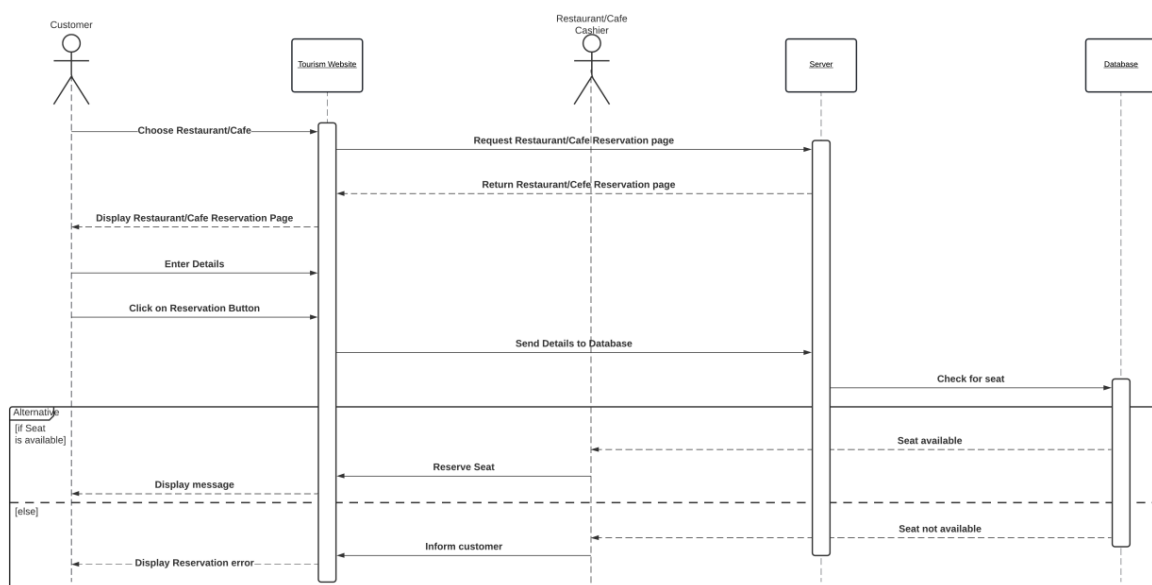 Customer
Restaurant/Cafe
Cashier
Tourism Website
Server
Database
Choose Restaurant/Cafe
Request Restaurant/Cafe Reservation page
Return Restaurant/Cefe Reservation page
Display Restaurant/Cafe Reservation Page
Enter Details
Click on Reservation Button
Send Details to Database
Check for seat
Alternative
[if Seat
is available]
Seat available
Reserve Seat
Display message
[else]
Seat not available
Inform customer
Display Reservation error